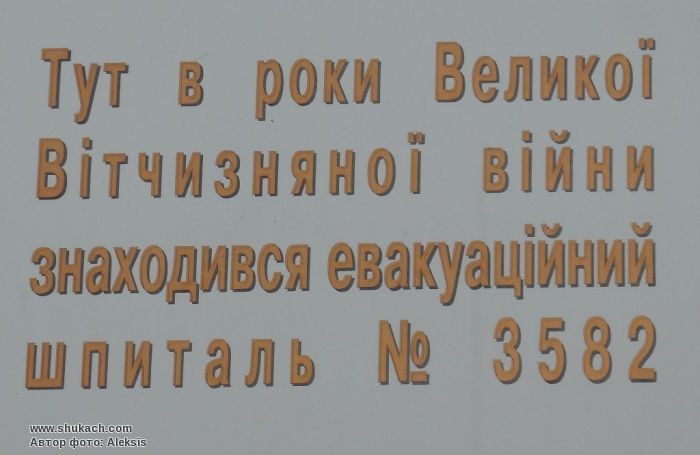 Тут в роки Великої
Вітчизняної війни
знаходився евакуаційний
шпиталь № 3582
www.shukach.com
Автор фото: Aleksis